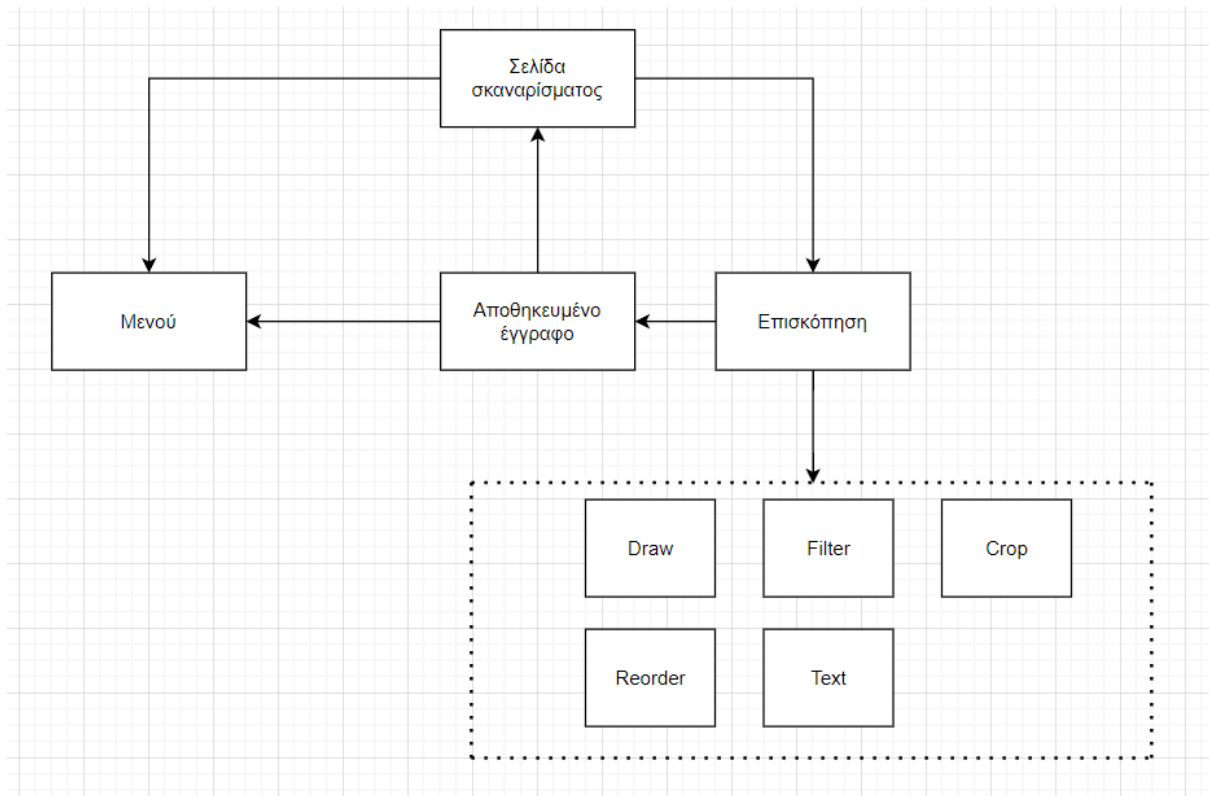 Σελίδα
σκαναρίσματος
Μενού
Αποθηκευμένο
έγγραφο
Επισκόπηση
Draw
Filter
Crop
Reorder
Text